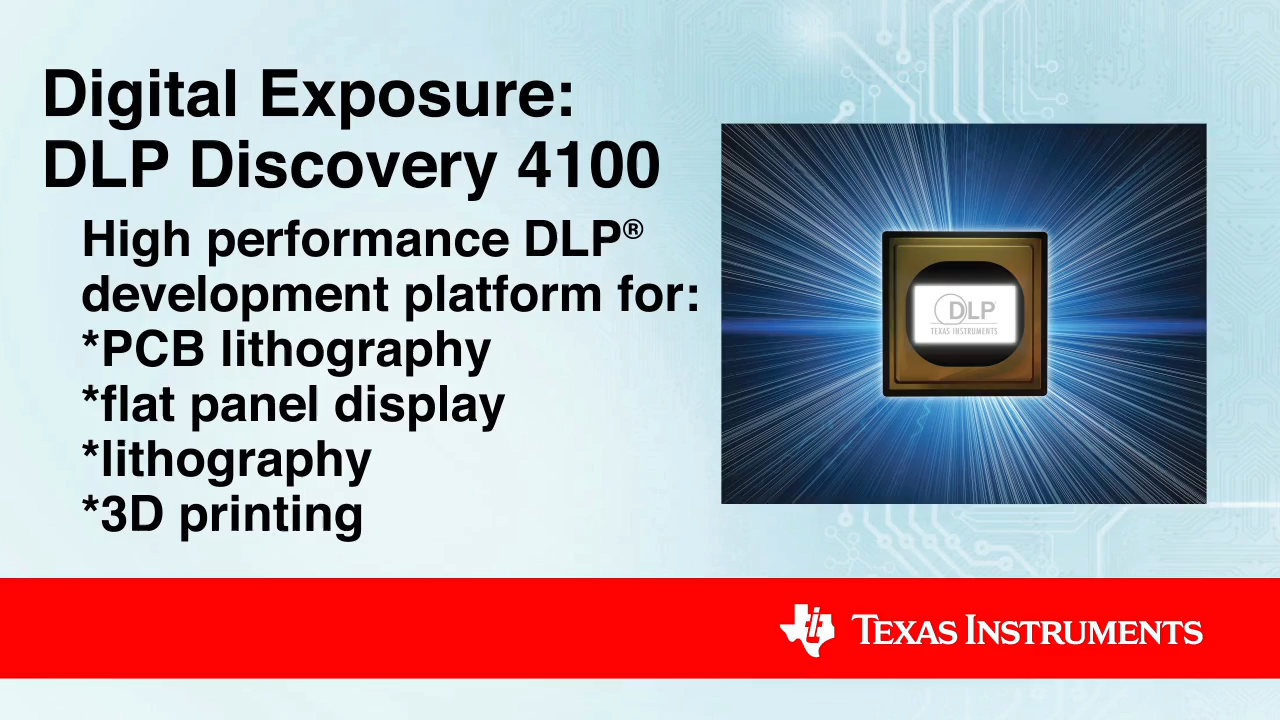 Digital Exposure:
DLP Discovery 4100
High performance DLP®
development platform for:
*PCB lithography
*flat panel display
*lithography
*3D printing
DLP
TEXAS INSTRUMENTS
TEXAS INSTRUMENTS